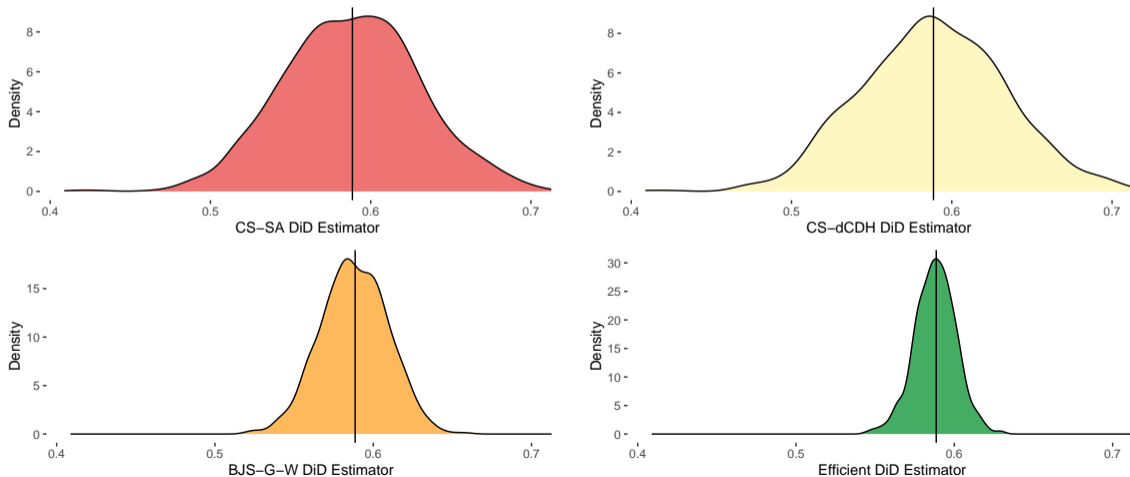 Density
8
6
4
2
0
0.4 0.5 0.6 0.7
CS−SA DiD Estimator
Density
8
6
4
2
0
0.4 0.5 0.6 0.7
CS−dCDH DiD Estimator
Density
15
10
5
0
0.4 0.5 0.6 0.7
BJS−G−W DiD Estimator
Density
30
25
20
15
10
5
0
0.4 0.5 0.6 0.7
Efficient DiD Estimator